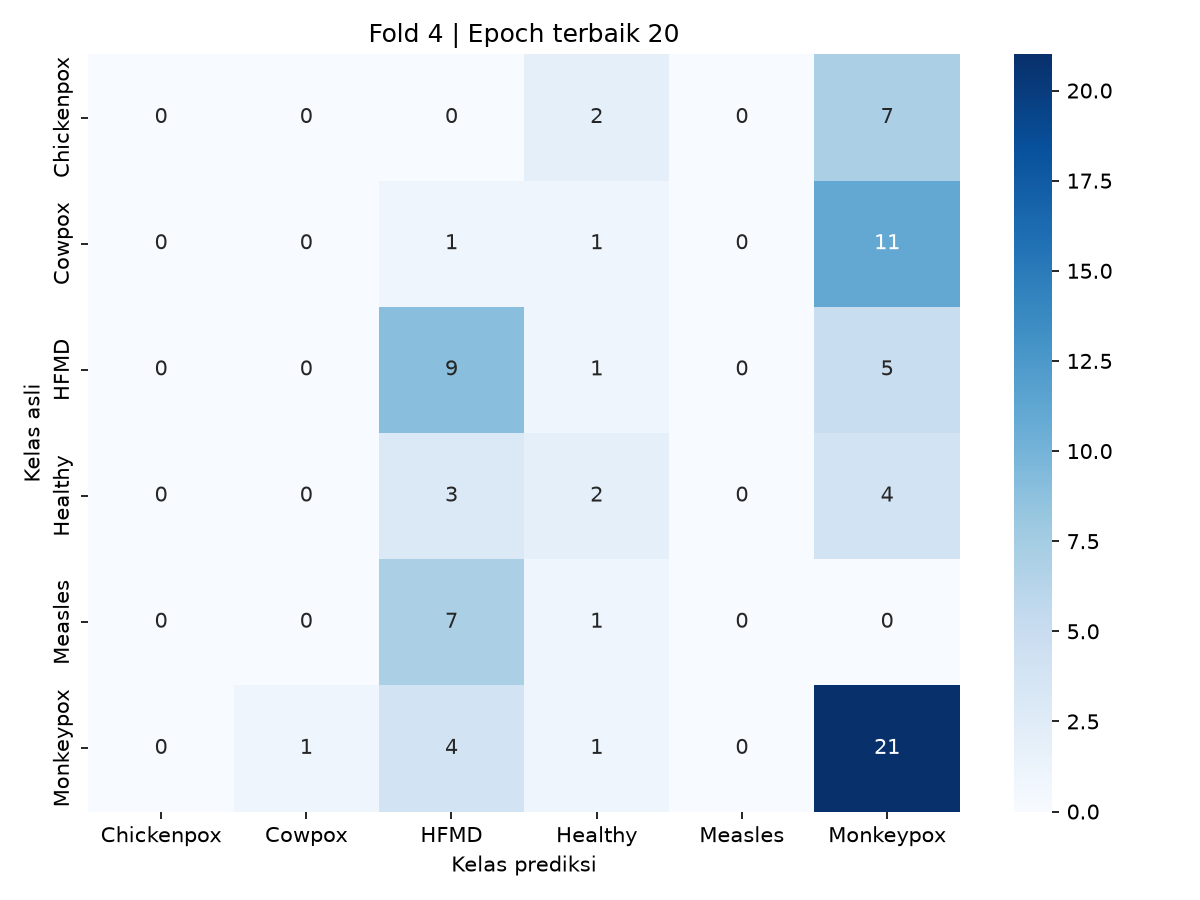 Fold 4 | Epoch terbaik 20
Kelas asli
Chickenpox 0 0 0 2 0 7
Cowpox 0 0 1 1 0 11
HFMD 0 0 9 1 0 5
Healthy 0 0 3 2 0 4
Measles 0 0 7 1 0 0
Monkeypox 0 1 4 1 0 21
Chickenpox Cowpox HFMD Healthy Measles Monkeypox
Kelas prediksi
20.0
17.5
15.0
12.5
10.0
7.5
5.0
2.5
0.0